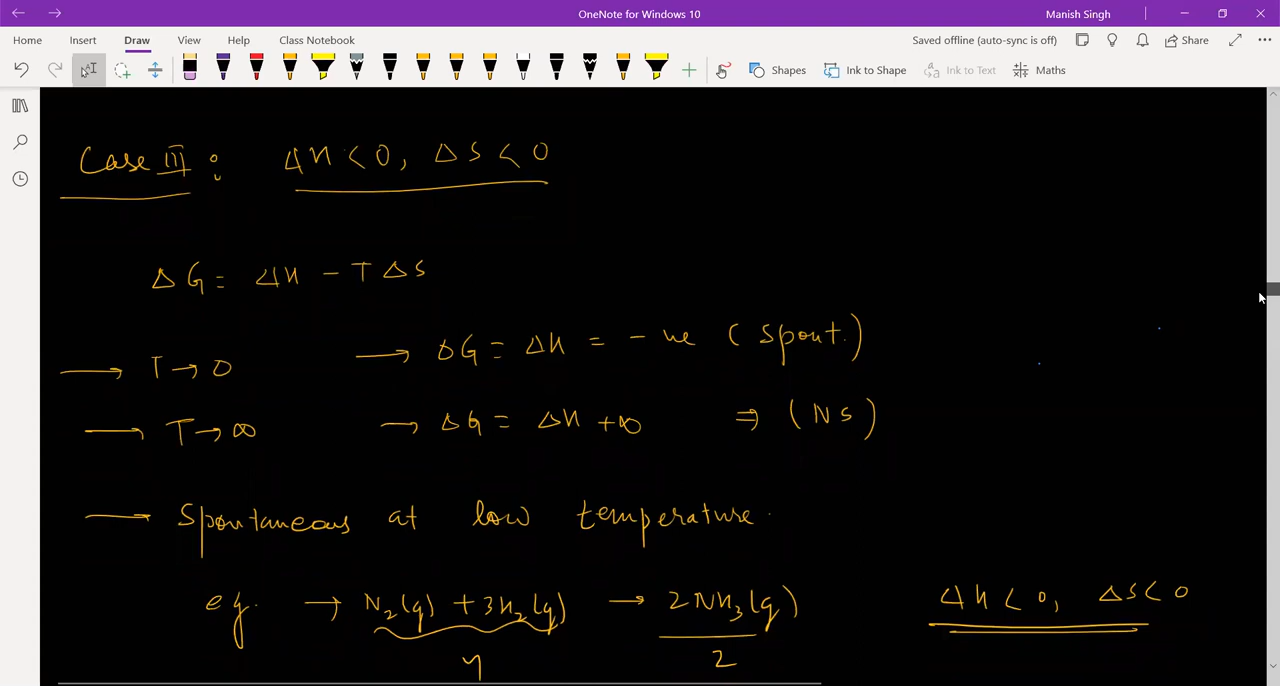 OneNote for Windows 10
Manish Singh
Home Insert Draw View Help Class Notebook
Saved offline (auto-sync is off) Share
Shapes Ink to Shape Ink to Text Maths
Case III : ΔH < 0, ΔS < 0
ΔG = ΔH - TΔS
→ T → 0 → ΔG = ΔH = -ve (spont.)
→ T → ∞ → ΔG = ΔH + ∞ ⇒ (NS)
→ Spontaneous at low temperature.
eg. → N₂(g) + 3H₂(g) → 2NH₃(g) ΔH < 0, ΔS < 0
4 2